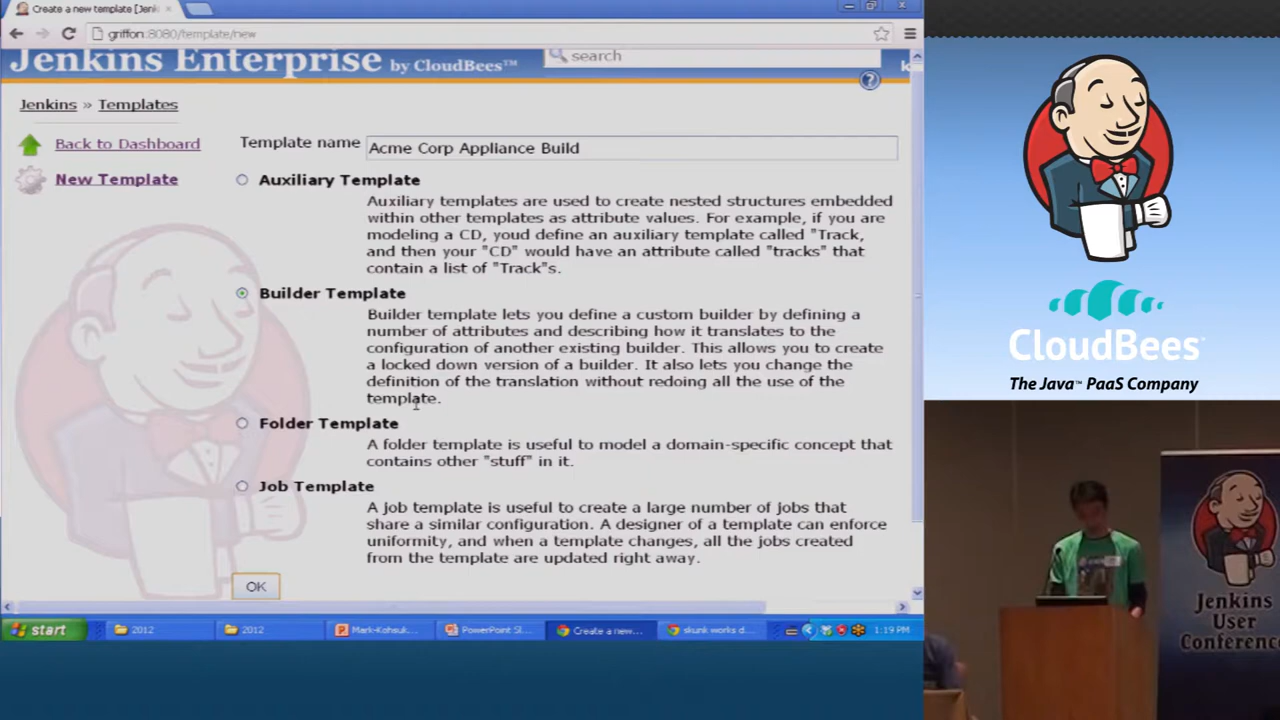 Create a new template [Jenk
griffon:8080/template/new
Jenkins Enterprise by CloudBees™
search
k
Jenkins » Templates
Back to Dashboard
New Template
Template name
Acme Corp Appliance Build
Auxiliary Template
Auxiliary templates are used to create nested structures embedded
within other templates as attribute values. For example, if you are
modeling a CD, youd define an auxiliary template called "Track,
and then your "CD" would have an attribute called "tracks" that
contain a list of "Track"s.
Builder Template
Builder template lets you define a custom builder by defining a
number of attributes and describing how it translates to the
configuration of another existing builder. This allows you to create
a locked down version of a builder. It also lets you change the
definition of the translation without redoing all the use of the
template.
Folder Template
A folder template is useful to model a domain-specific concept that
contains other "stuff" in it.
Job Template
A job template is useful to create a large number of jobs that
share a similar configuration. A designer of a template can enforce
uniformity, and when a template changes, all the jobs created
from the template are updated right away.
OK
start
2012
2012
Mark-Kohsuk...
PowerPoint Sl...
Create a new...
skunk works d...
1:19 PM
CloudBees
The Java™ PaaS Company
Jenkins
User
Conference